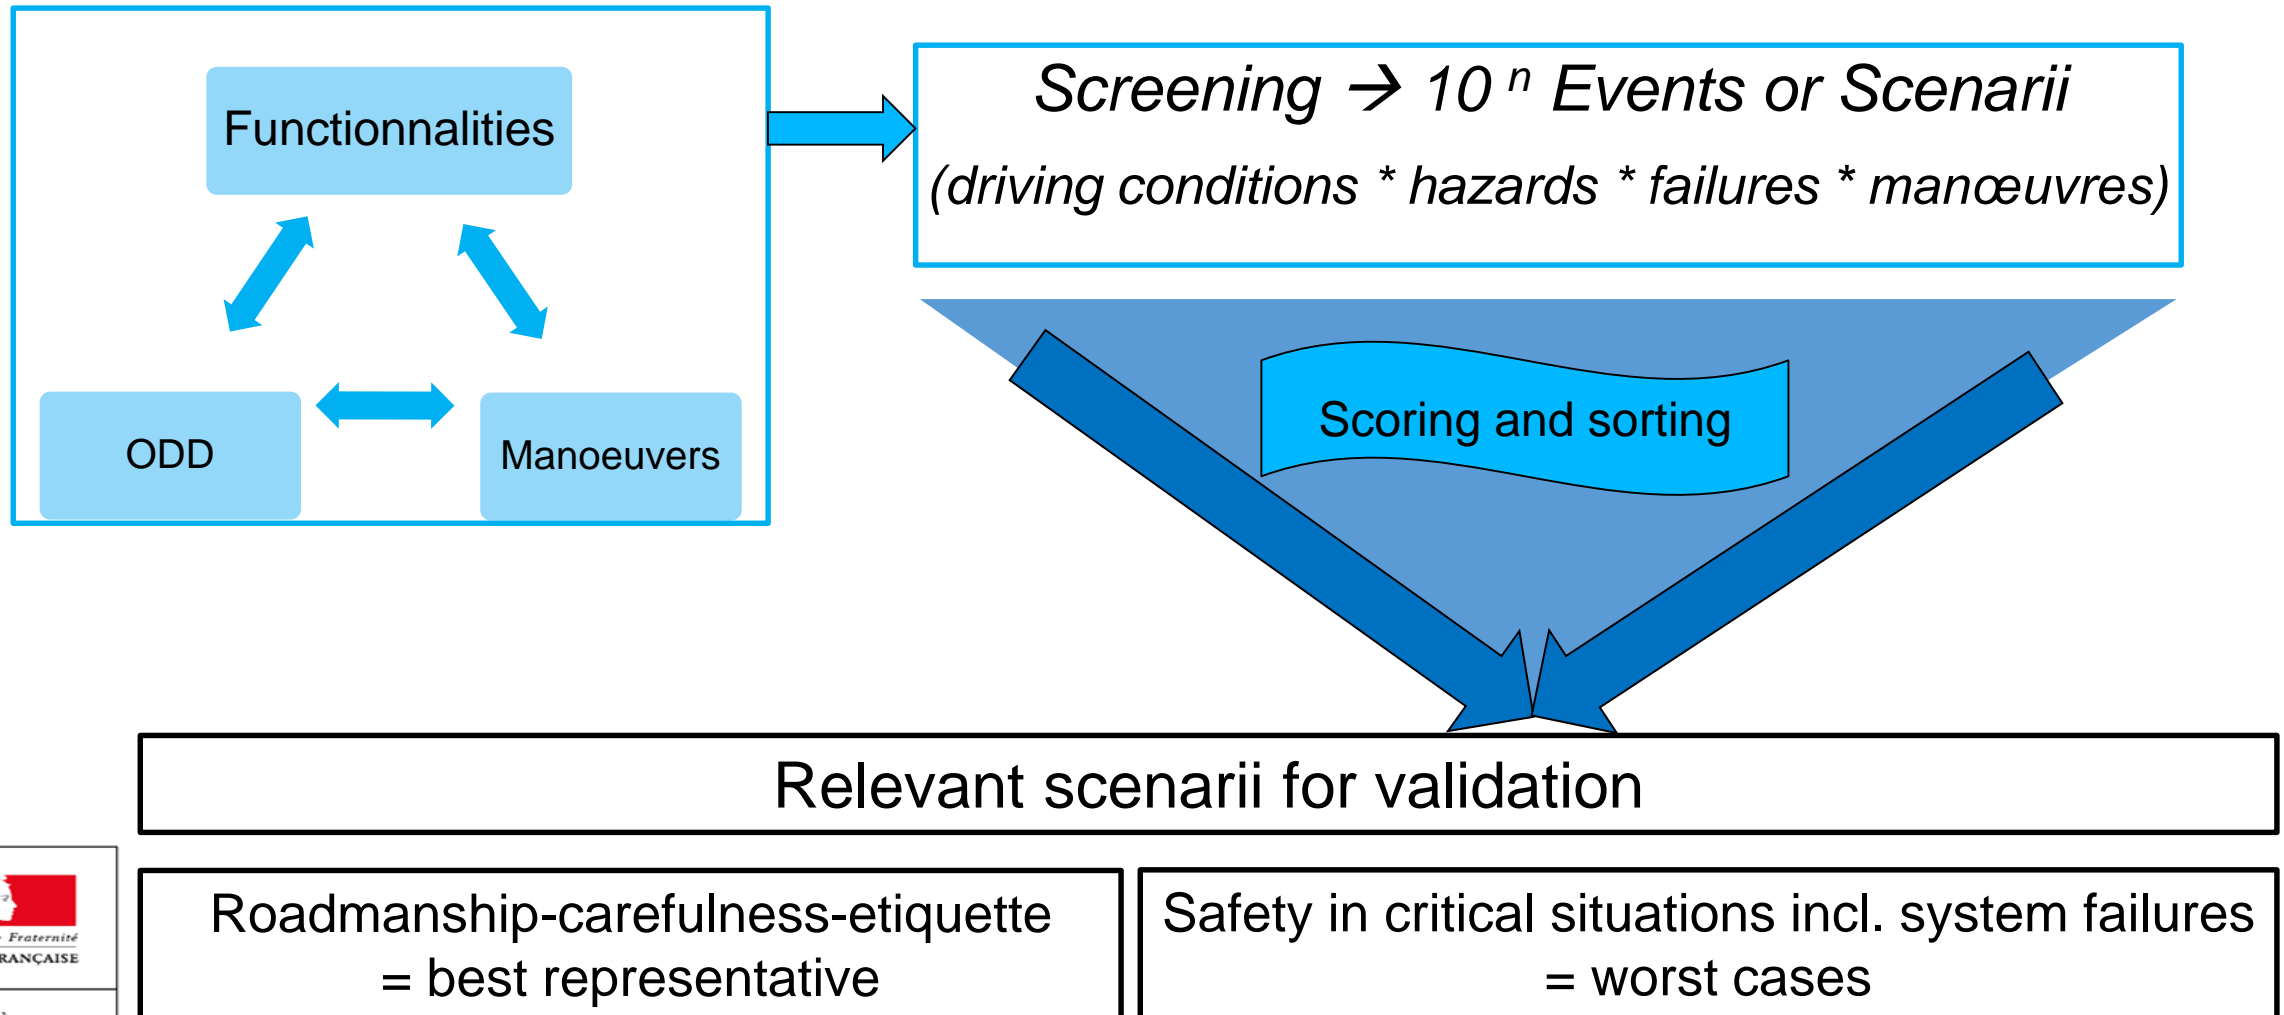 Functionnalities
ODD
Manoeuvers
Screening → 10 ⁿ Events or Scenarii
(driving conditions * hazards * failures * manœuvres)
Scoring and sorting
Relevant scenarii for validation
Roadmanship-carefulness-etiquette
= best representative
Safety in critical situations incl. system failures
= worst cases
Fraternité
RANÇAISE